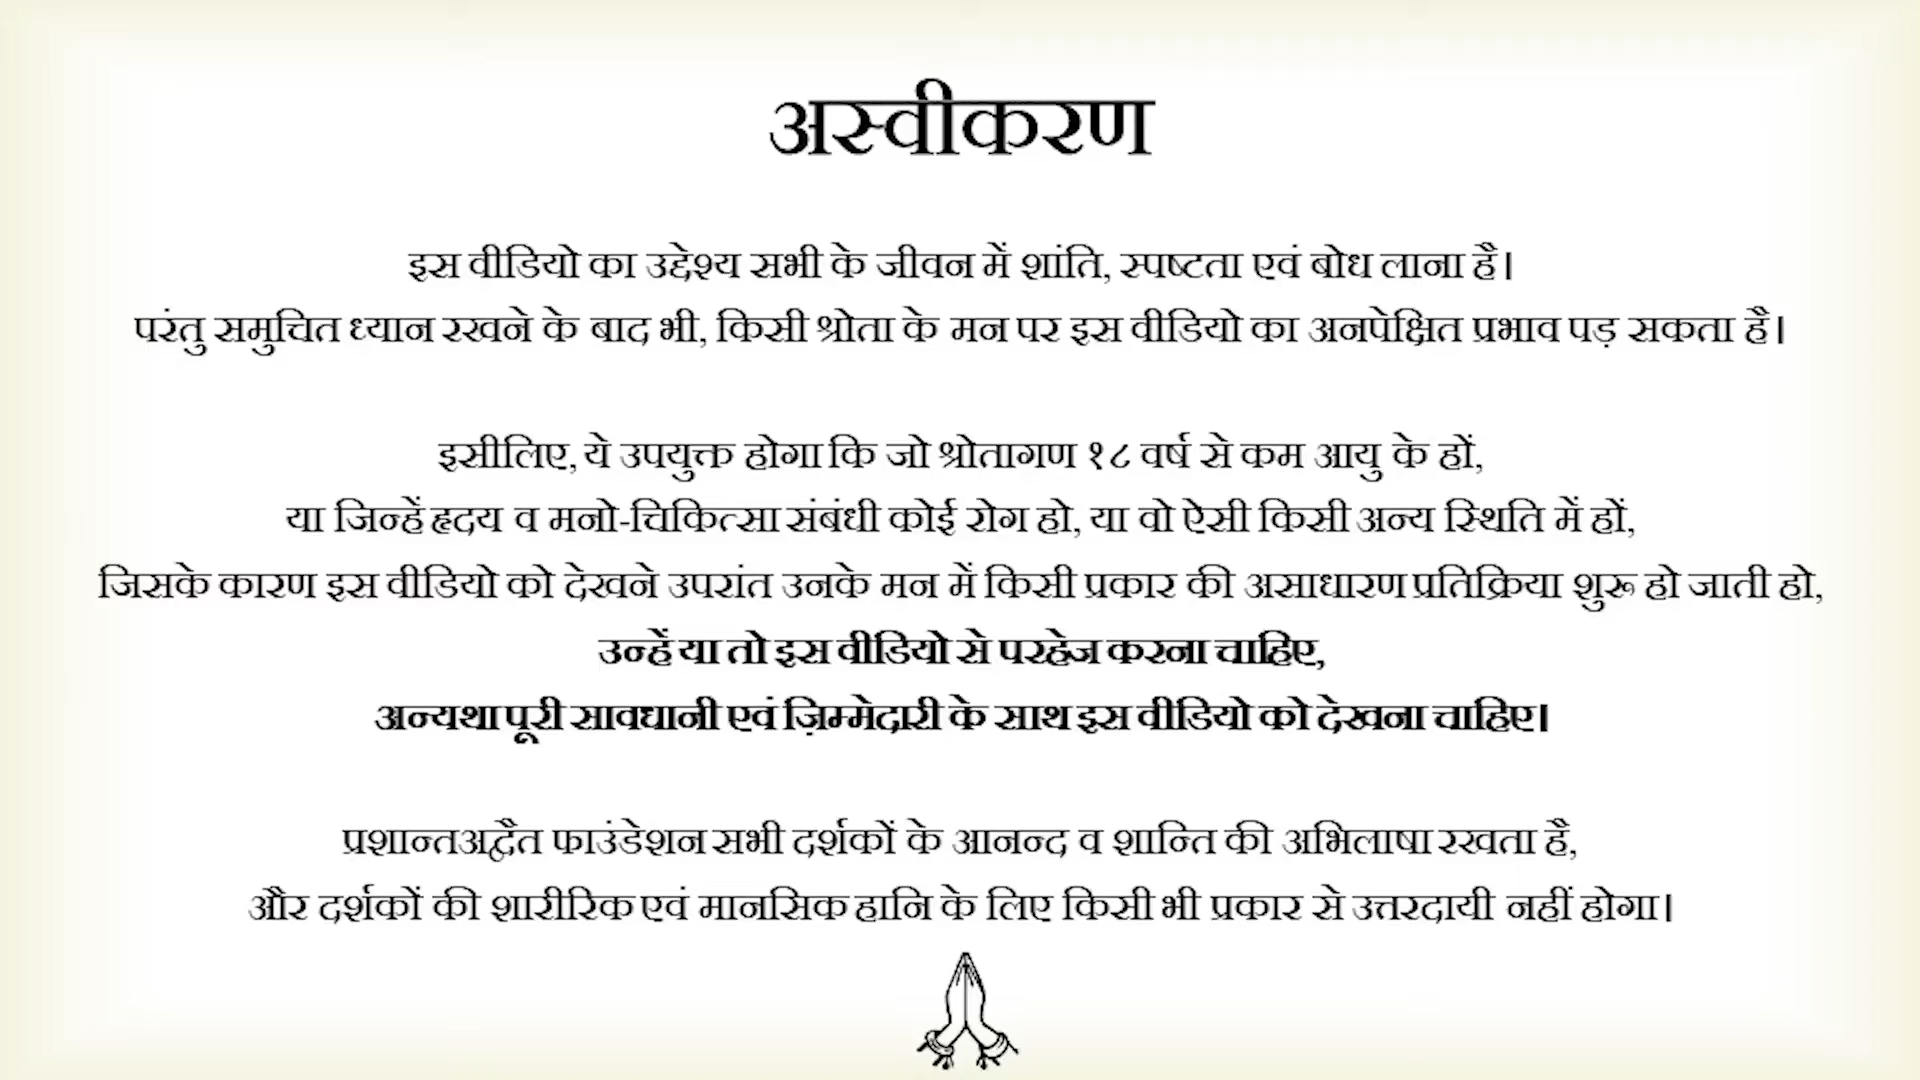 अस्वीकरण
इस वीडियो का उद्देश्य सभी के जीवन में शांति, स्पष्टता एवं बोध लाना है।
परंतु समुचित ध्यान रखने के बाद भी, किसी श्रोता के मन पर इस वीडियो का अनपेक्षित प्रभाव पड़ सकता है।
इसीलिए, ये उपयुक्त होगा कि जो श्रोतागण १८ वर्ष से कम आयु के हों,
या जिन्हें हृदय व मनो-चिकित्सा संबंधी कोई रोग हो, या वो ऐसी किसी अन्य स्थिति में हों,
जिसके कारण इस वीडियो को देखने उपरांत उनके मन में किसी प्रकार की असाधारण प्रतिक्रिया शुरू हो जाती हो,
उन्हें या तो इस वीडियो से परहेज करना चाहिए,
अन्यथा पूरी सावधानी एवं ज़िम्मेदारी के साथ इस वीडियो को देखना चाहिए।
प्रशान्तअद्वैत फाउंडेशन सभी दर्शकों के आनन्द व शान्ति की अभिलाषा रखता है,
और दर्शकों की शारीरिक एवं मानसिक हानि के लिए किसी भी प्रकार से उत्तरदायी नहीं होगा।